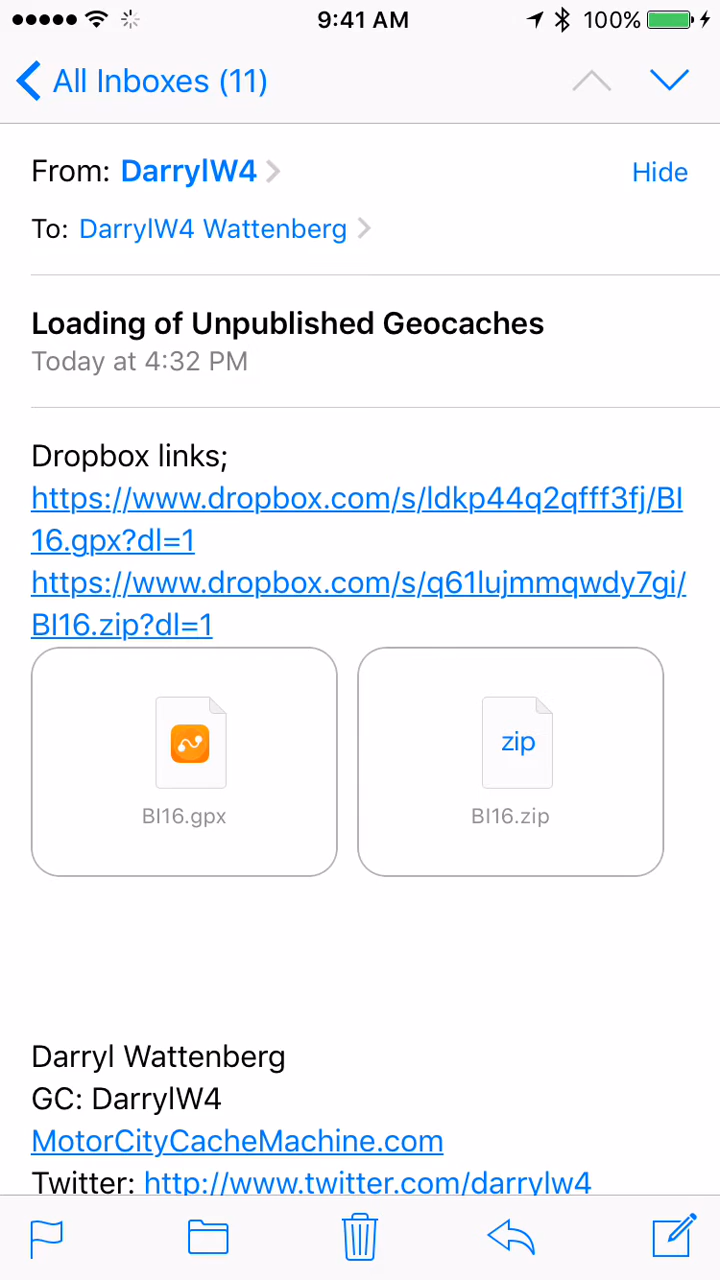 9:41 AM 100%
All Inboxes (11)
From: DarrylW4 Hide
To: DarrylW4 Wattenberg
Loading of Unpublished Geocaches
Today at 4:32 PM
Dropbox links;
https://www.dropbox.com/s/ldkp44q2qfff3fj/BI
16.gpx?dl=1
https://www.dropbox.com/s/q61lujmmqwdy7gi/
BI16.zip?dl=1
zip
BI16.gpx BI16.zip
Darryl Wattenberg
GC: DarrylW4
MotorCityCacheMachine.com
Twitter: http://www.twitter.com/darrylw4